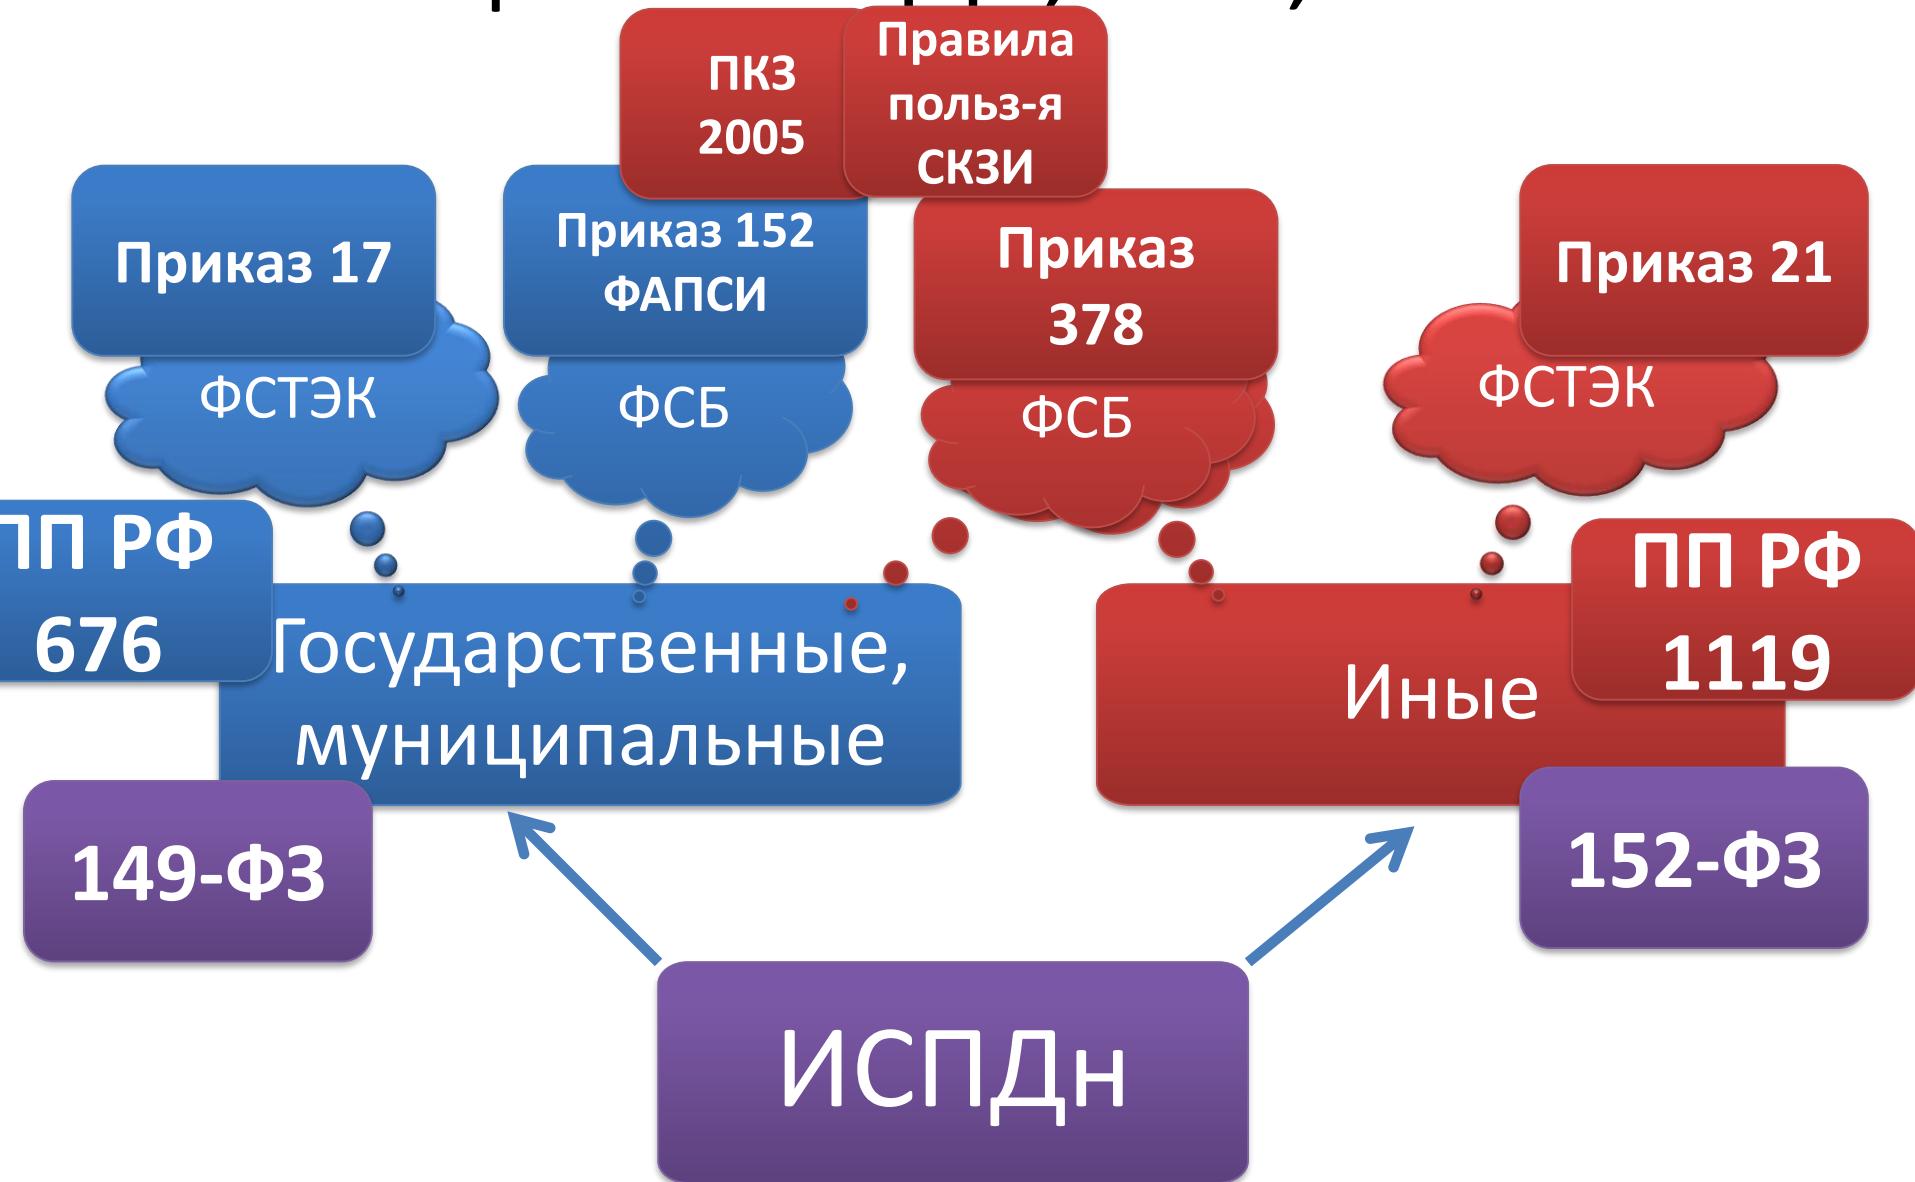 ПКЗ
2005
Правила
польз-я
СКЗИ
Приказ 17
Приказ 152
ФАПСИ
Приказ
378
Приказ 21
ФСТЭК
ФСБ
ФСБ
ФСТЭК
ПП РФ
676
Государственные,
муниципальные
Иные
ПП РФ
1119
149-ФЗ
152-ФЗ
ИСПДн